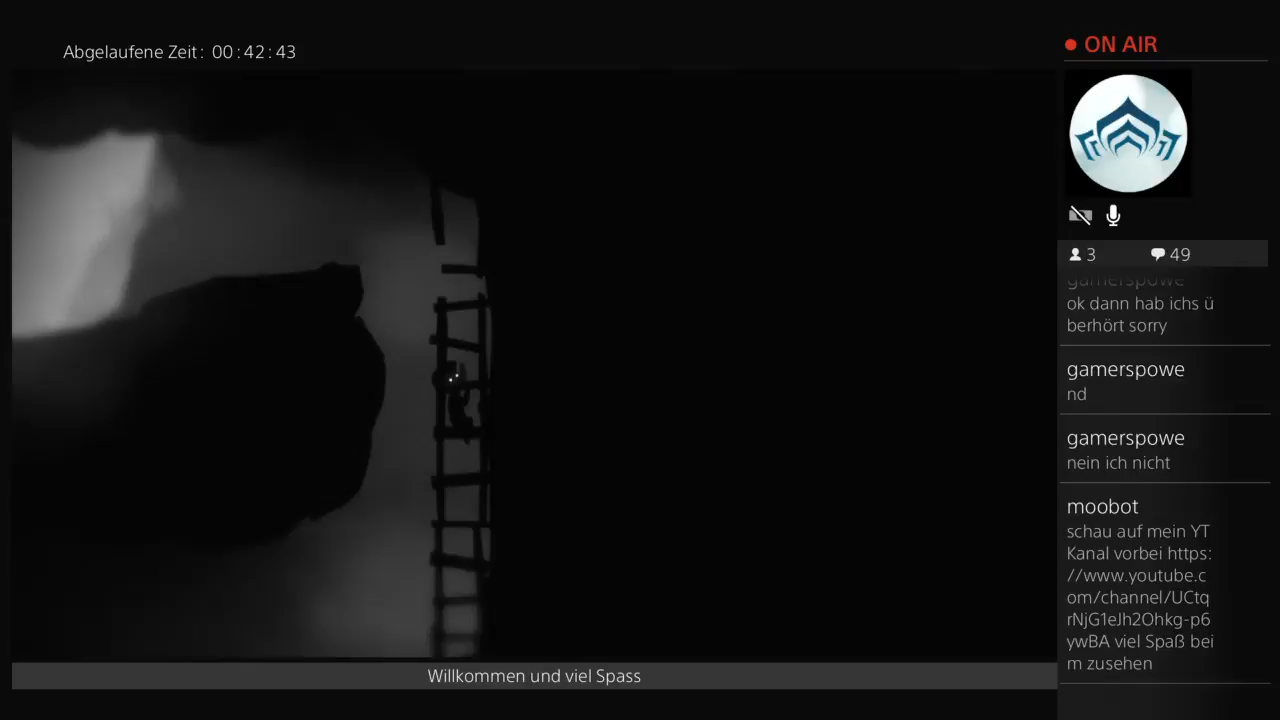 Abgelaufene Zeit: 00:42:43
ON AIR
3
49
gamerspowe
ok dann hab ichs ü
berhört sorry
gamerspowe
nd
gamerspowe
nein ich nicht
moobot
schau auf mein YT
Kanal vorbei https:
//www.youtube.c
om/channel/UCtq
rNjG1eJh2Ohkg-p6
ywBA viel Spaß bei
m zusehen
Willkommen und viel Spass